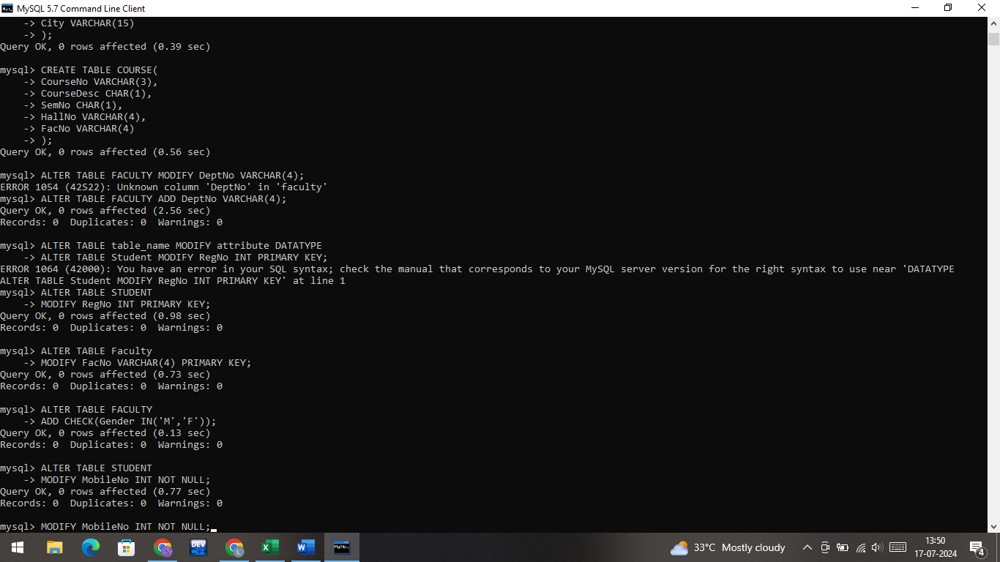 MySQL 5.7 Command Line Client
    -> City VARCHAR(15)
    -> );
Query OK, 0 rows affected (0.39 sec)
mysql> CREATE TABLE COURSE(
    -> CourseNo VARCHAR(3),
    -> CourseDesc CHAR(1),
    -> SemNo CHAR(1),
    -> HallNo VARCHAR(4),
    -> FacNo VARCHAR(4)
    -> );
Query OK, 0 rows affected (0.56 sec)
mysql> ALTER TABLE FACULTY MODIFY DeptNo VARCHAR(4);
ERROR 1054 (42S22): Unknown column 'DeptNo' in 'faculty'
mysql> ALTER TABLE FACULTY ADD DeptNo VARCHAR(4);
Query OK, 0 rows affected (2.56 sec)
Records: 0  Duplicates: 0  Warnings: 0
mysql> ALTER TABLE table_name MODIFY attribute DATATYPE
    -> ALTER TABLE Student MODIFY RegNo INT PRIMARY KEY;
ERROR 1064 (42000): You have an error in your SQL syntax; check the manual that corresponds to your MySQL server version for the right syntax to use near 'DATATYPE
ALTER TABLE Student MODIFY RegNo INT PRIMARY KEY' at line 1
mysql> ALTER TABLE STUDENT
    -> MODIFY RegNo INT PRIMARY KEY;
Query OK, 0 rows affected (0.98 sec)
Records: 0  Duplicates: 0  Warnings: 0
mysql> ALTER TABLE Faculty
    -> MODIFY FacNo VARCHAR(4) PRIMARY KEY;
Query OK, 0 rows affected (0.73 sec)
Records: 0  Duplicates: 0  Warnings: 0
mysql> ALTER TABLE FACULTY
    -> ADD CHECK(Gender IN('M','F'));
Query OK, 0 rows affected (0.13 sec)
Records: 0  Duplicates: 0  Warnings: 0
mysql> ALTER TABLE STUDENT
    -> MODIFY MobileNo INT NOT NULL;
Query OK, 0 rows affected (0.77 sec)
Records: 0  Duplicates: 0  Warnings: 0
mysql> MODIFY MobileNo INT NOT NULL;
DEV
L
X
W
33°C Mostly cloudy
13:50
17-07-2024
4